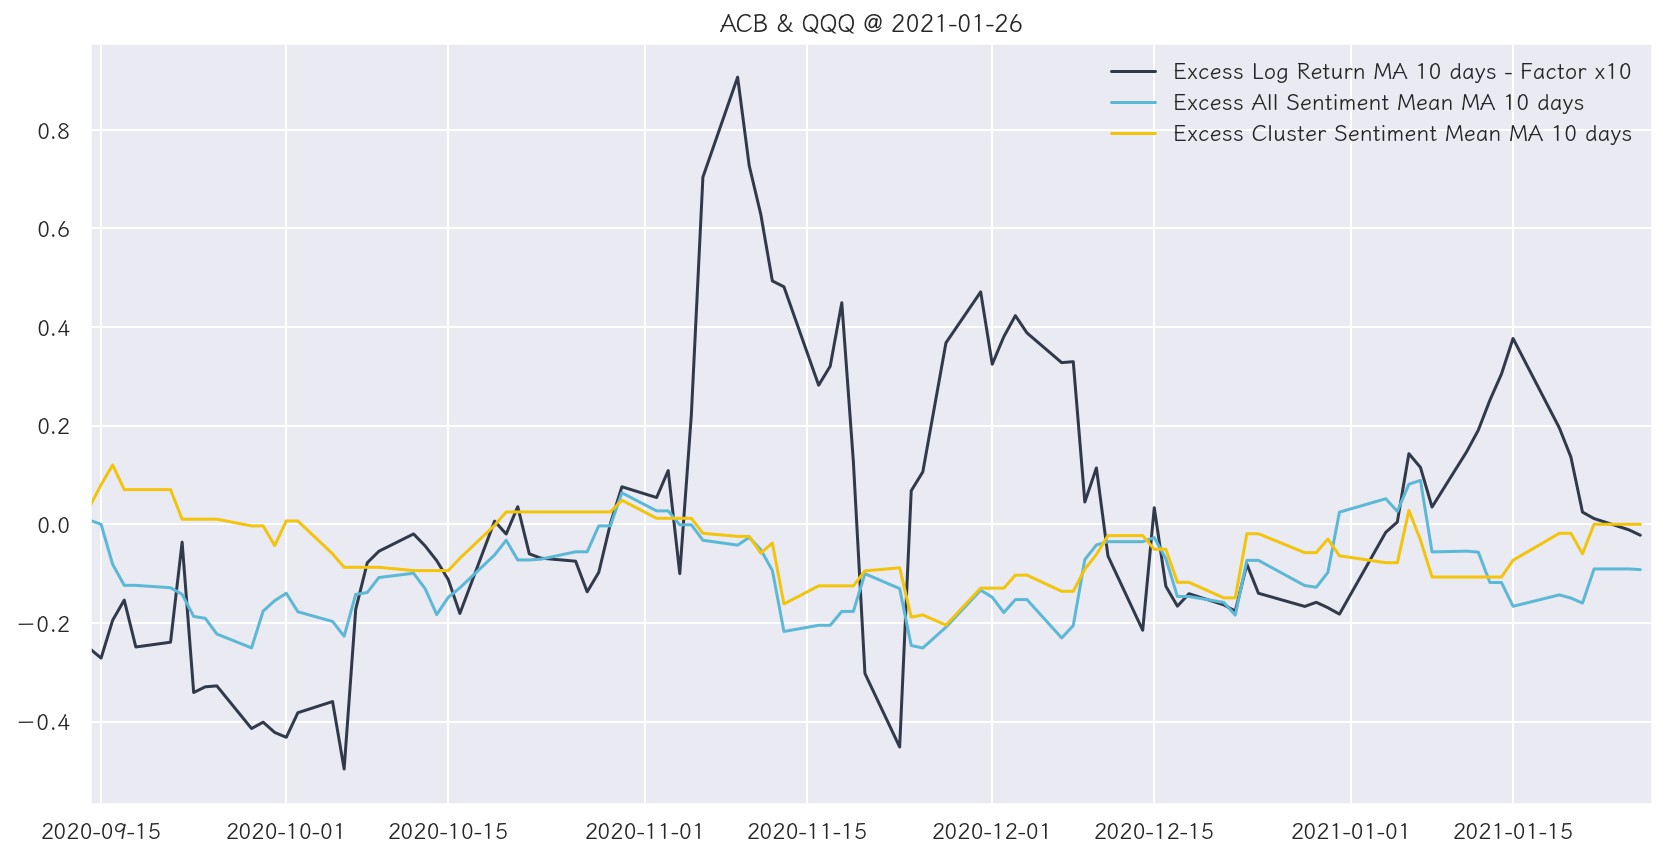 ACB & QQQ @ 2021-01-26
Excess Log Return MA 10 days - Factor x10
Excess All Sentiment Mean MA 10 days
Excess Cluster Sentiment Mean MA 10 days
0.8
0.6
0.4
0.2
0.0
−0.2
−0.4
2020-09-15 2020-10-01 2020-10-15 2020-11-01 2020-11-15 2020-12-01 2020-12-15 2021-01-01 2021-01-15